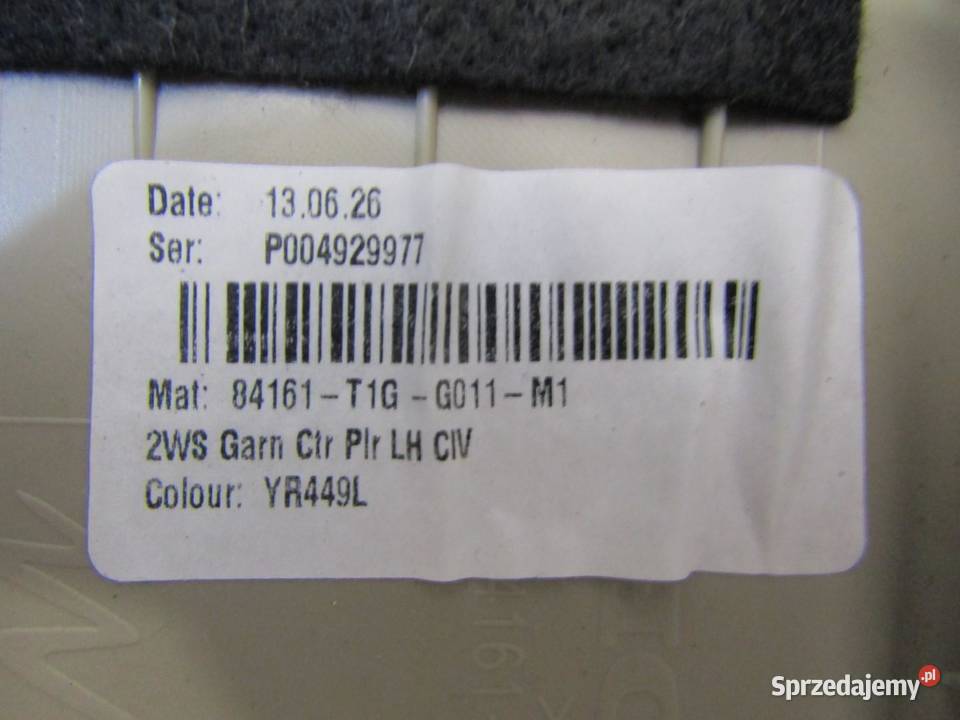 Date: 13.06.26
Ser: P004929977
Mat: 84161-T1G -G011-M1
2WS Garn Ctr Plr LH CIV
Colour: YR449L
Sprzedajemy.pl